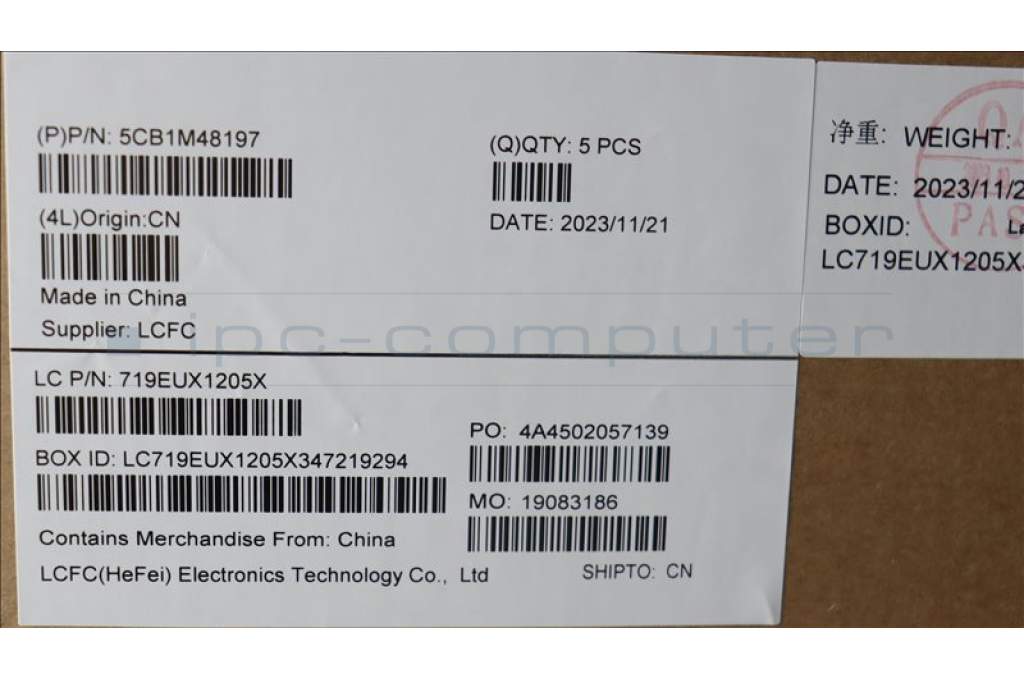 (P)P/N: 5CB1M48197
(Q)QTY: 5 PCS
(4L)Origin:CN
DATE: 2023/11/21
Made in China
Supplier: LCFC
LC P/N: 719EUX1205X
PO: 4A4502057139
BOX ID: LC719EUX1205X347219294
MO: 19083186
Contains Merchandise From: China
LCFC(HeFei) Electronics Technology Co., Ltd
SHIPTO: CN
净重: WEIGHT:
DATE: 2023/11/2
BOXID:
LC719EUX1205X
PAS
ipc-computer